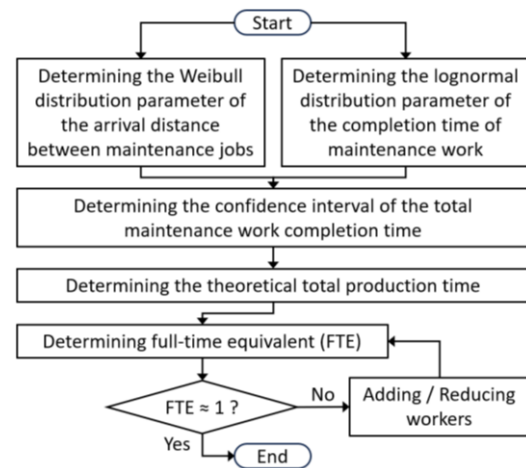 Start
Determining the Weibull
distribution parameter of
the arrival distance
between maintenance jobs
Determining the lognormal
distribution parameter of
the completion time of
maintenance work
Determining the confidence interval of the total
maintenance work completion time
Determining the theoretical total production time
Determining full-time equivalent (FTE)
FTE ≈ 1 ?
No
Adding / Reducing
workers
Yes
End